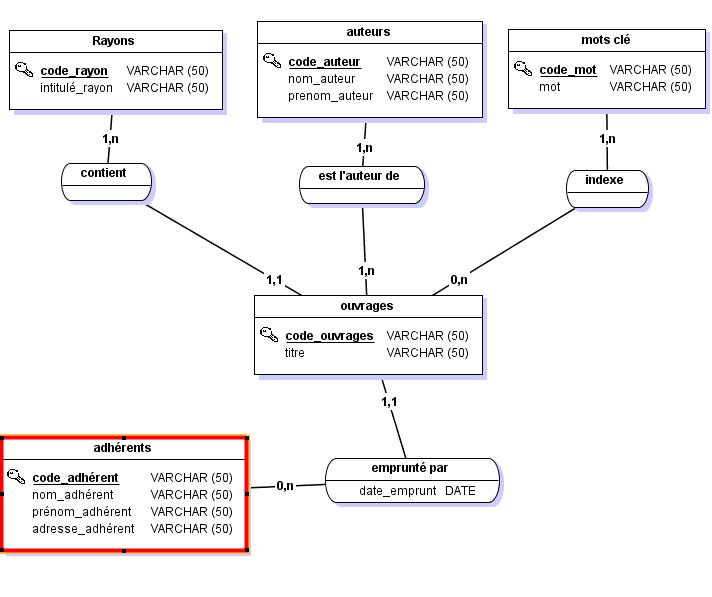 Rayons
code_rayon VARCHAR (50)
intitulé_rayon VARCHAR (50)
auteurs
code_auteur VARCHAR (50)
nom_auteur VARCHAR (50)
prenom_auteur VARCHAR (50)
mots clé
code_mot VARCHAR (50)
mot VARCHAR (50)
1,n
1,n
1,n
contient
est l'auteur de
indexe
1,1
1,n
0,n
ouvrages
code_ouvrages VARCHAR (50)
titre VARCHAR (50)
1,1
adhérents
code_adhérent VARCHAR (50)
nom_adhérent VARCHAR (50)
prénom_adhérent VARCHAR (50)
adresse_adhérent VARCHAR (50)
0,n
emprunté par
date_emprunt DATE